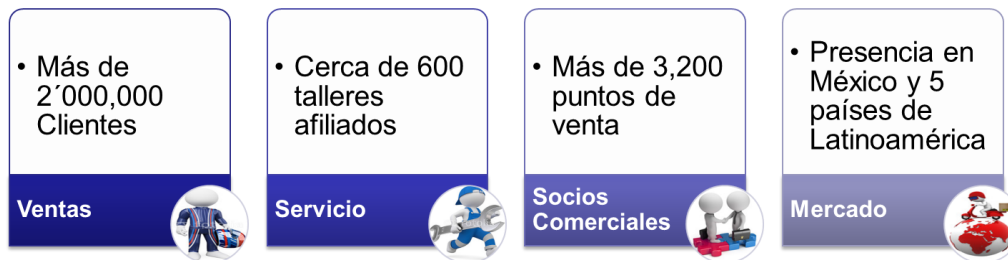 • Más de
2´000,000
Clientes
Ventas
• Cerca de 600
talleres
afiliados
Servicio
• Más de 3,200
puntos de
venta
Socios
Comerciales
• Presencia en
México y 5
países de
Latinoamérica
Mercado